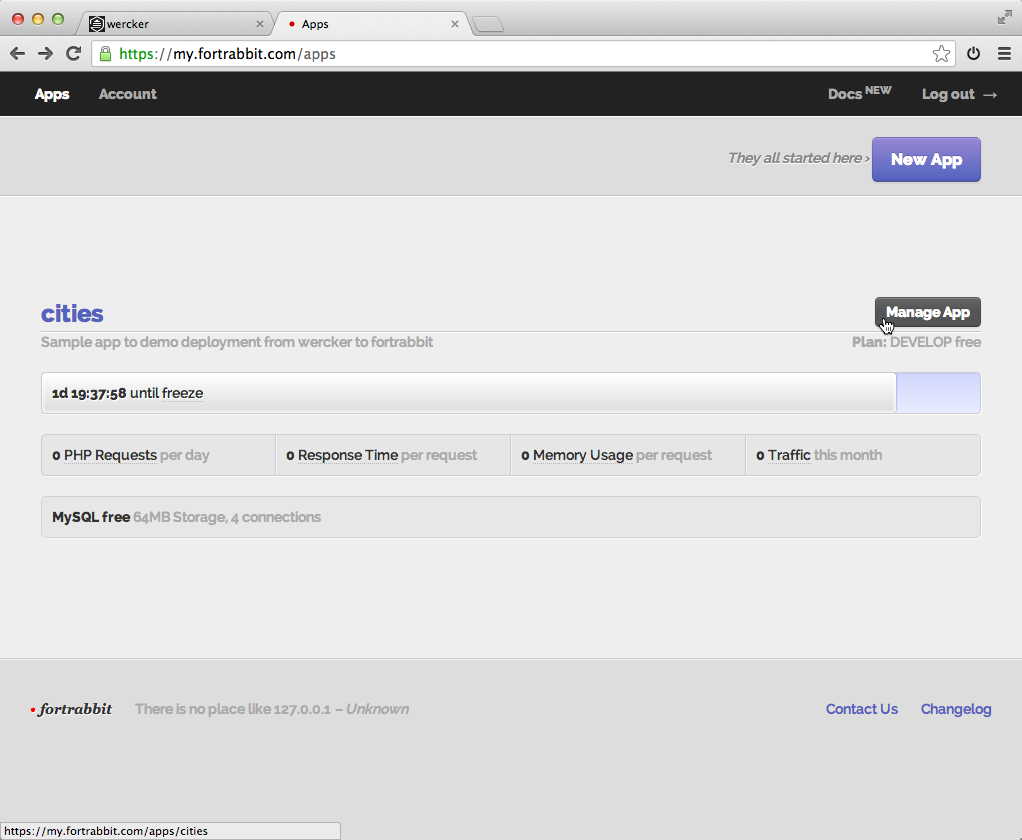 wercker
Apps
https://my.fortrabbit.com/apps
Apps Account Docs NEW Log out →
They all started here › New App
cities
Manage App
Sample app to demo deployment from wercker to fortrabbit
Plan: DEVELOP free
1d 19:37:58 until freeze
0 PHP Requests per day
0 Response Time per request
0 Memory Usage per request
0 Traffic this month
MySQL free 64MB Storage, 4 connections
fortrabbit
There is no place like 127.0.0.1 – Unknown
Contact Us Changelog
https://my.fortrabbit.com/apps/cities